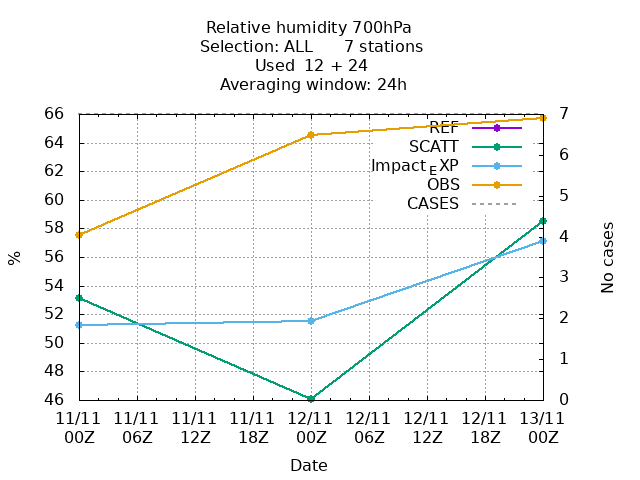 Relative humidity 700hPa
Selection: ALL 7 stations
Used 12 + 24
Averaging window: 24h
66 7
64
62 6
60 5
58
56 4
54 3
52 2
50
48 1
46 0
REF
SCATT
Impact_EXP
OBS
CASES
%
No cases
11/11 11/11 11/11 11/11 12/11 12/11 12/11 12/11 13/11
00Z 06Z 12Z 18Z 00Z 06Z 12Z 18Z 00Z
Date